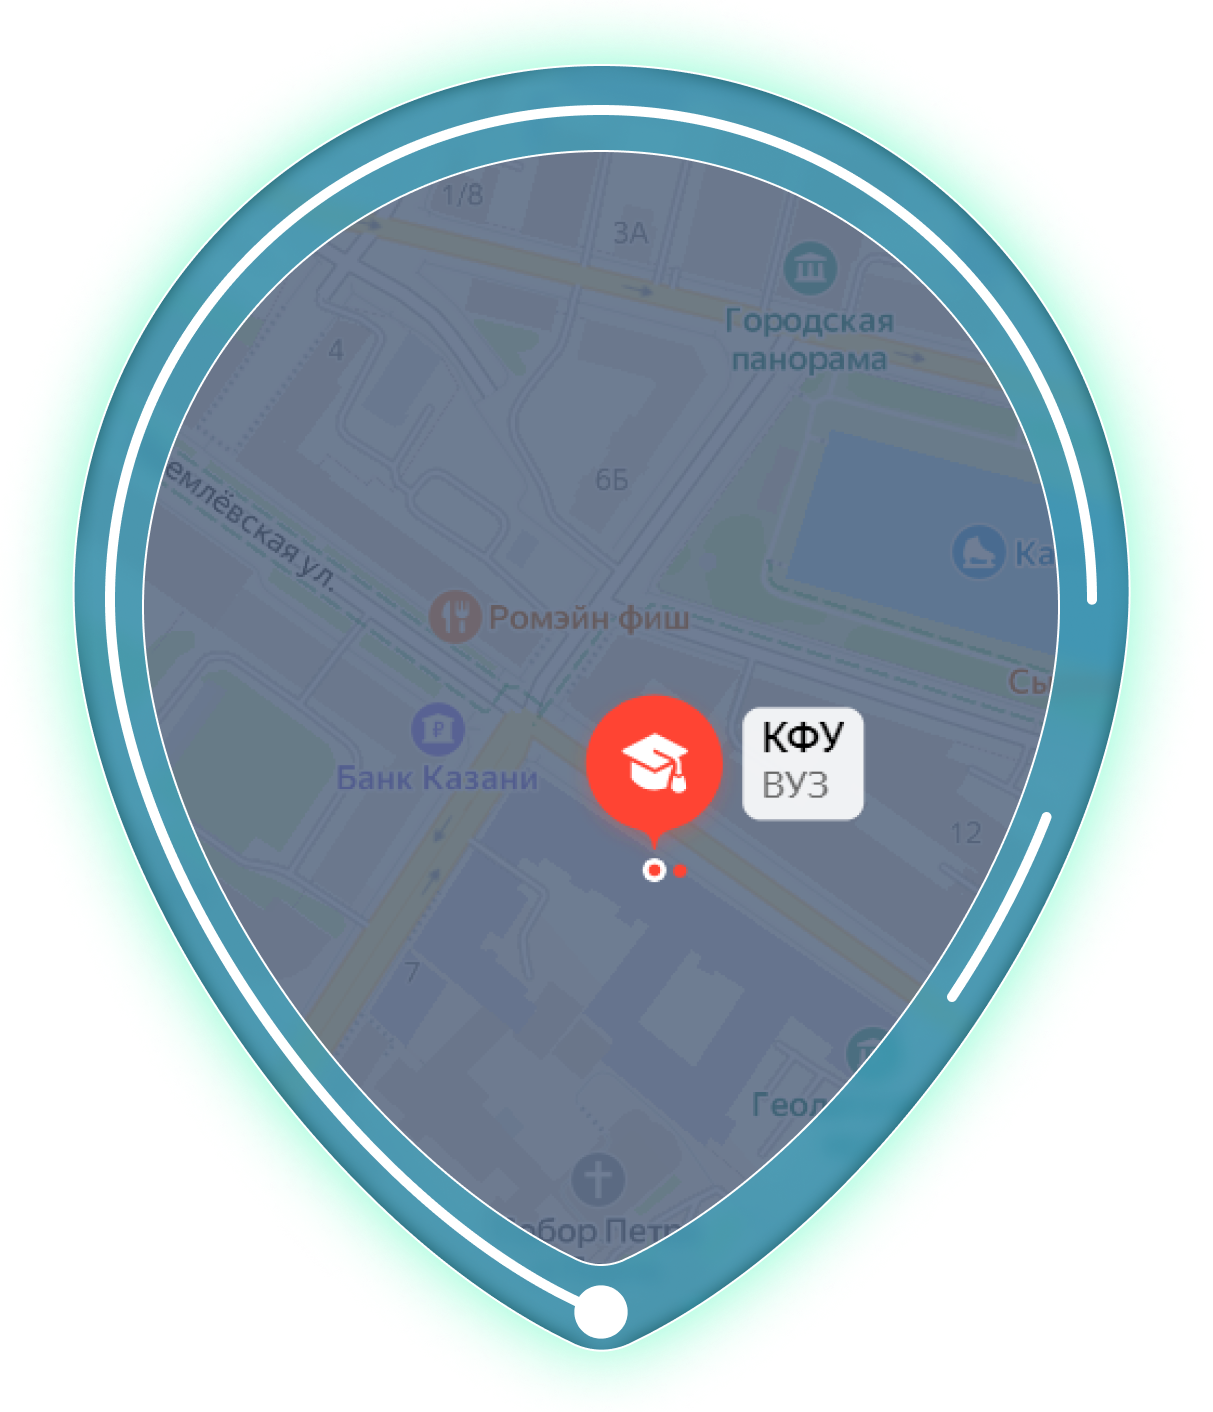 1/8
3А
Городская
панорама
4
6Б
емлёвская ул.
Ка
Ромэйн фиш
Сы
КФУ
ВУЗ
Банк Казани
12
7
Геол
обор Петр